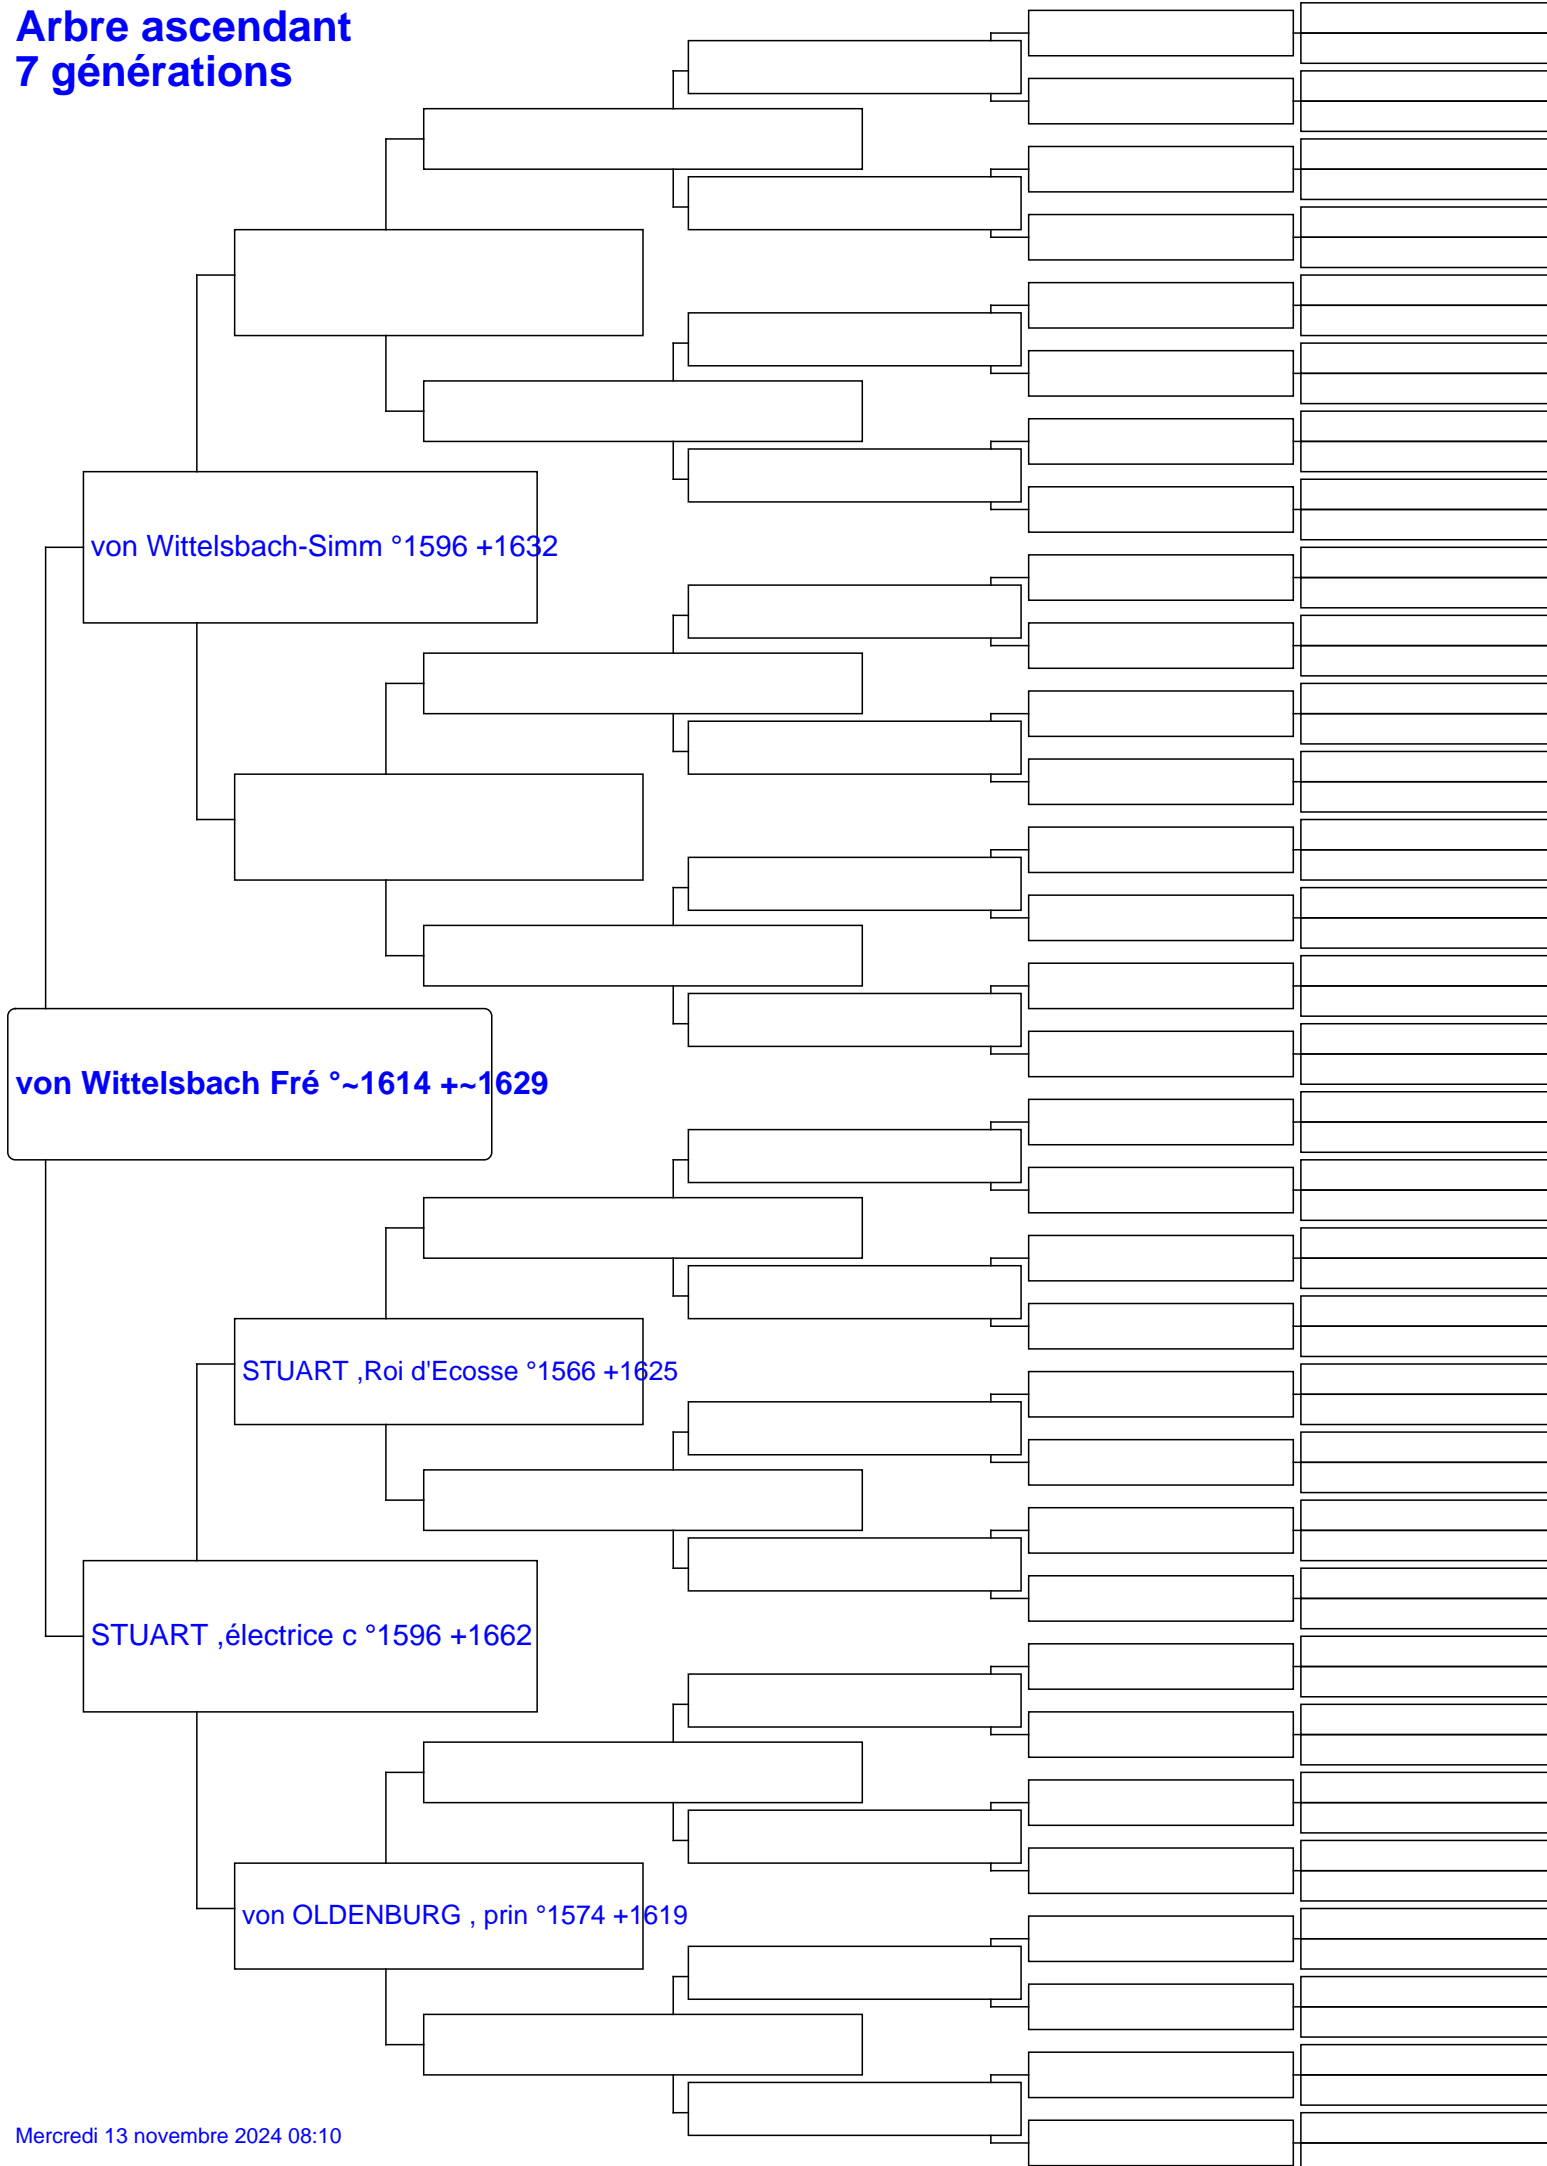 Arbre ascendant
7 générations
von Wittelsbach-Simm °1596 +1632
von Wittelsbach Fré °~1614 +~1629
STUART ,Roi d'Ecosse °1566 +1625
STUART ,électrice c °1596 +1662
von OLDENBURG , prin °1574 +1619
Mercredi 13 novembre 2024 08:10